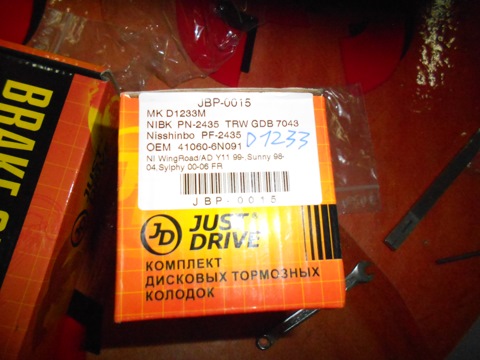 JBP-0015
MK D1233M
NIBK PN-2435 TRW GDB 7043
Nisshinbo PF-2435
OEM 41060-6N091
D1233
NI WingRoad/AD Y11 99-.Sunny 98-
04.Sylphy 00-06 FR
JBP-0015
JD JUST DRIVE
КОМПЛЕКТ
ДИСКОВЫХ ТОРМОЗНЫХ
КОЛОДОК
BRAKE